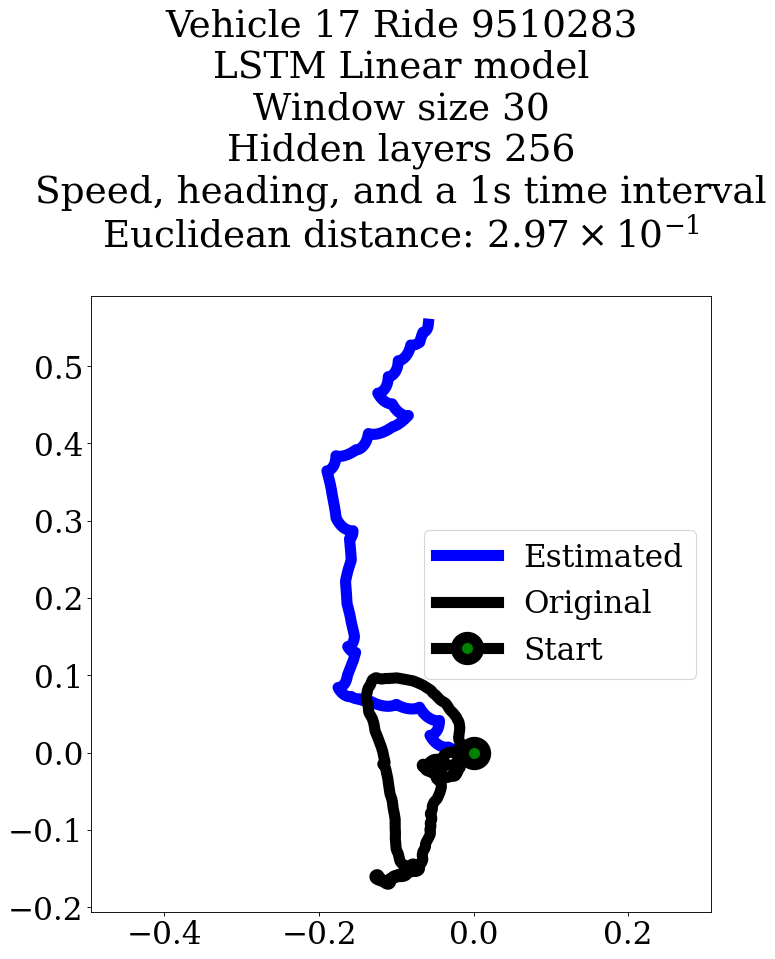 Vehicle 17 Ride 9510283
LSTM Linear model
Window size 30
Hidden layers 256
Speed, heading, and a 1s time interval
Euclidean distance: 2.97 × 10⁻¹
0.5
0.4
0.3
0.2
0.1
0.0
−0.1
−0.2
Estimated
Original
Start
−0.4
−0.2
0.0
0.2